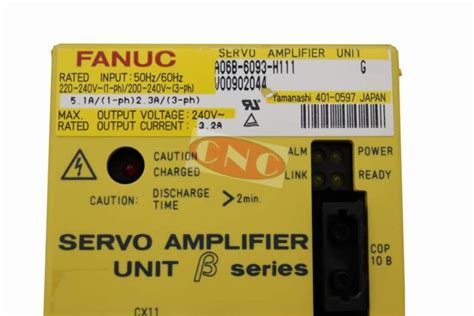 FANUC SERVO AMPLIFIER UNIT
A06B-6093-H111 G
RATED INPUT: 50Hz/60Hz
V00902044
220-240V~(1-ph)/200-240V~(3-ph)
5.1A/(1-ph)2.3A/(3-ph)
Yamanashi 401-0597 JAPAN
MAX. OUTPUT VOLTAGE: 240V~
RATED OUTPUT CURRENT: 3.2A
CNC
CAUTION
CHARGED
ALM POWER
LINK READY
CAUTION: DISCHARGE TIME >2min.
SERVO AMPLIFIER
UNIT β series
COP
10B
CX11